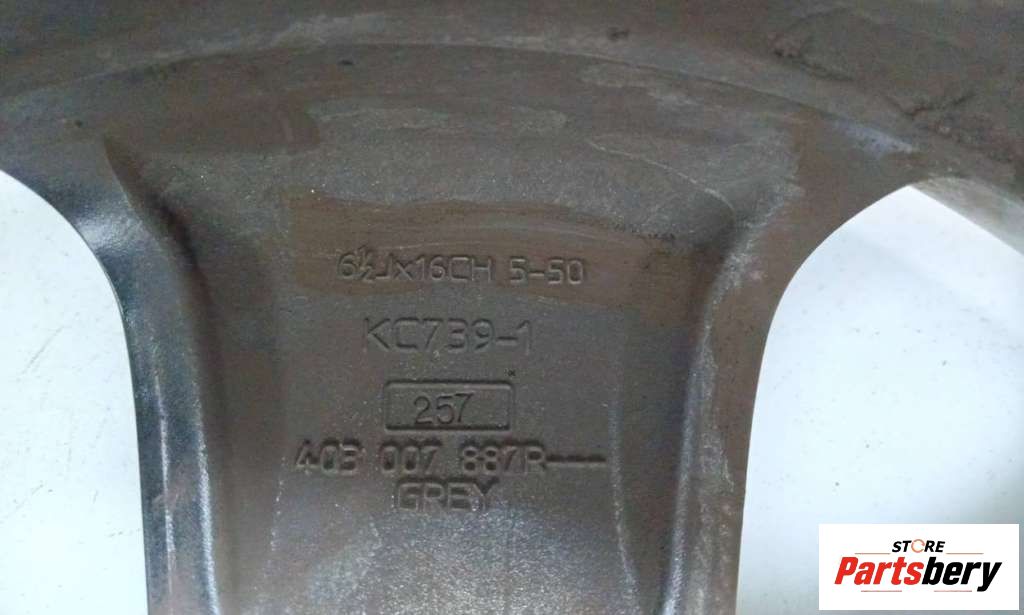 6½Jx16CH 5-50
KC739-1
257
403 007 887R---
GREY
STORE
Partsbery